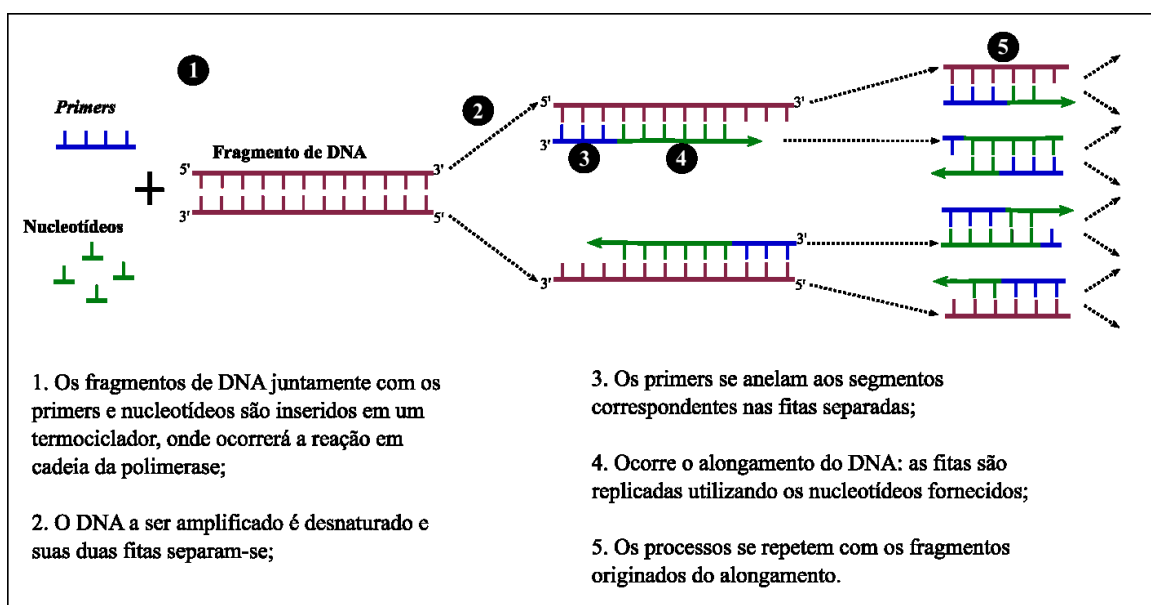 1
2
5
Primers
Nucleotídeos
Fragmento de DNA
5'
3'
3'
5'
5'
3'
3'
3
4
3'
3'
5'
1. Os fragmentos de DNA juntamente com os
primers e nucleotídeos são inseridos em um
termociclador, onde ocorrerá a reação em
cadeia da polimerase;
2. O DNA a ser amplificado é desnaturado e
suas duas fitas separam-se;
3. Os primers se anelam aos segmentos
correspondentes nas fitas separadas;
4. Ocorre o alongamento do DNA: as fitas são
replicadas utilizando os nucleotídeos fornecidos;
5. Os processos se repetem com os fragmentos
originados do alongamento.